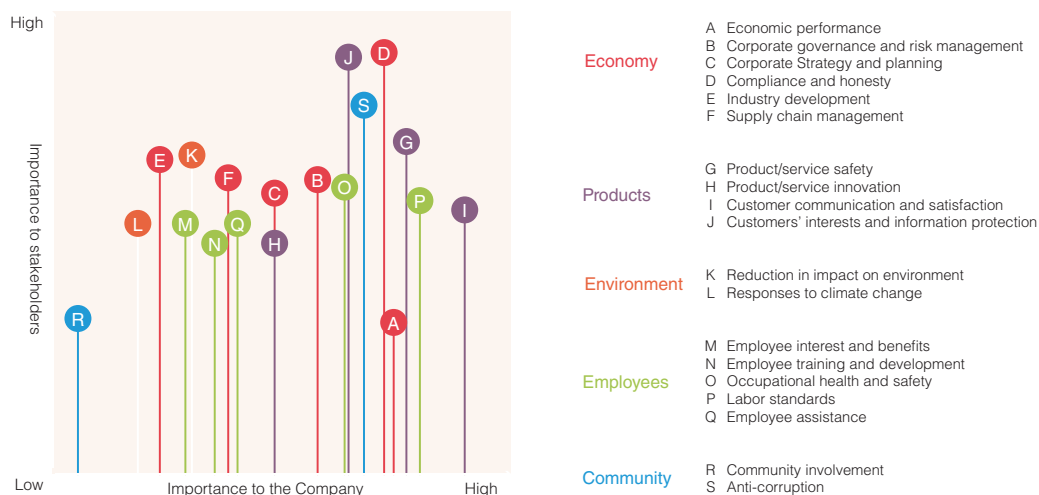 High
Importance to stakeholders
Low
Importance to the Company
High
J
D
S
G
E
K
F
C
B
O
P
I
L
M
Q
N
H
R
A
Economy
A Economic performance
B Corporate governance and risk management
C Corporate Strategy and planning
D Compliance and honesty
E Industry development
F Supply chain management
Products
G Product/service safety
H Product/service innovation
I Customer communication and satisfaction
J Customers' interests and information protection
Environment
K Reduction in impact on environment
L Responses to climate change
Employees
M Employee interest and benefits
N Employee training and development
O Occupational health and safety
P Labor standards
Q Employee assistance
Community
R Community involvement
S Anti-corruption